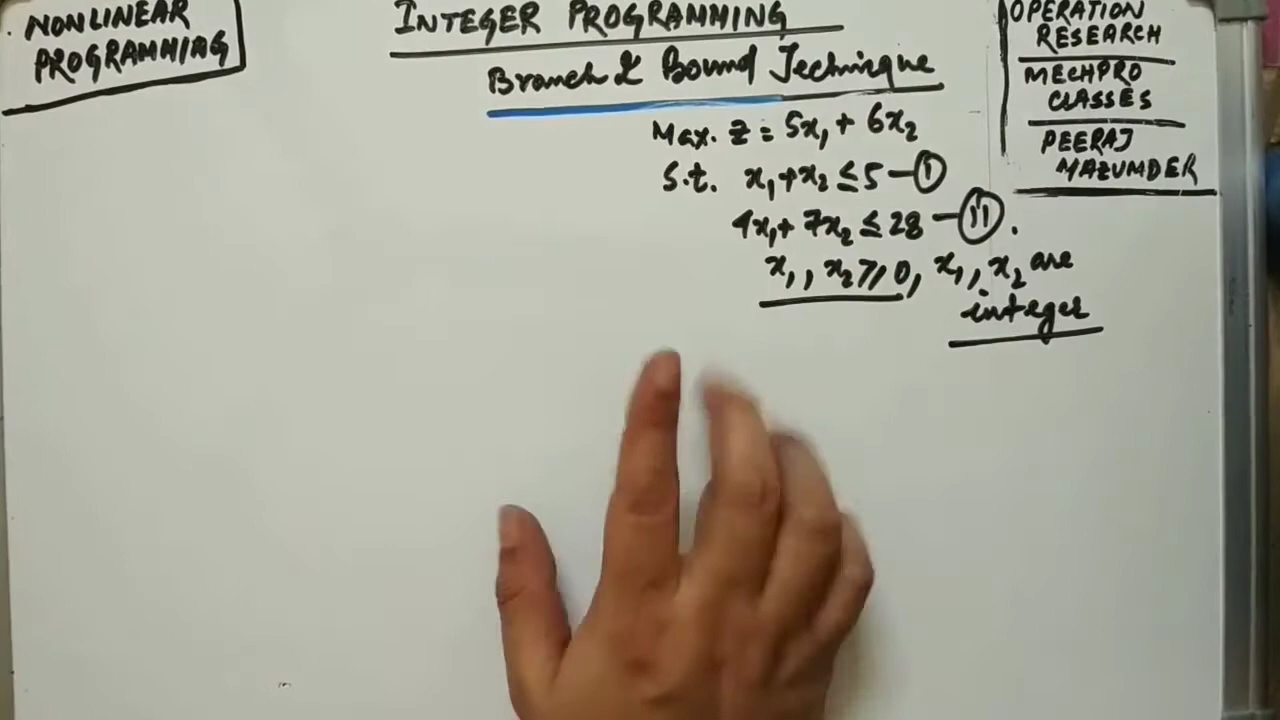 NONLINEAR
PROGRAMMING
INTEGER PROGRAMMING
Branch & Bound Technique
Max. Z = 5x₁ + 6x₂
S.t. x₁ + x₂ ≤ 5 — (I)
4x₁ + 7x₂ ≤ 28 — (II).
x₁, x₂ ≥ 0, x₁, x₂ are
integer
OPERATION
RESEARCH
MECHPRO
CLASSES
PEERAJ
MAZUMDER